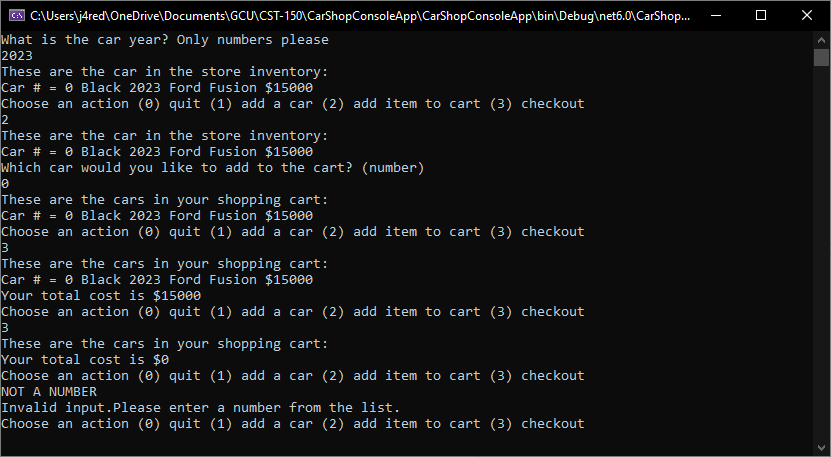 C:\Users\j4red\OneDrive\Documents\GCU\CST-150\CarShopConsoleApp\CarShopConsoleApp\bin\Debug\net6.0\CarShop...
What is the car year? Only numbers please
2023
These are the car in the store inventory:
Car # = 0 Black 2023 Ford Fusion $15000
Choose an action (0) quit (1) add a car (2) add item to cart (3) checkout
2
These are the car in the store inventory:
Car # = 0 Black 2023 Ford Fusion $15000
Which car would you like to add to the cart? (number)
0
These are the cars in your shopping cart:
Car # = 0 Black 2023 Ford Fusion $15000
Choose an action (0) quit (1) add a car (2) add item to cart (3) checkout
3
These are the cars in your shopping cart:
Car # = 0 Black 2023 Ford Fusion $15000
Your total cost is $15000
Choose an action (0) quit (1) add a car (2) add item to cart (3) checkout
3
These are the cars in your shopping cart:
Your total cost is $0
Choose an action (0) quit (1) add a car (2) add item to cart (3) checkout
NOT A NUMBER
Invalid input.Please enter a number from the list.
Choose an action (0) quit (1) add a car (2) add item to cart (3) checkout